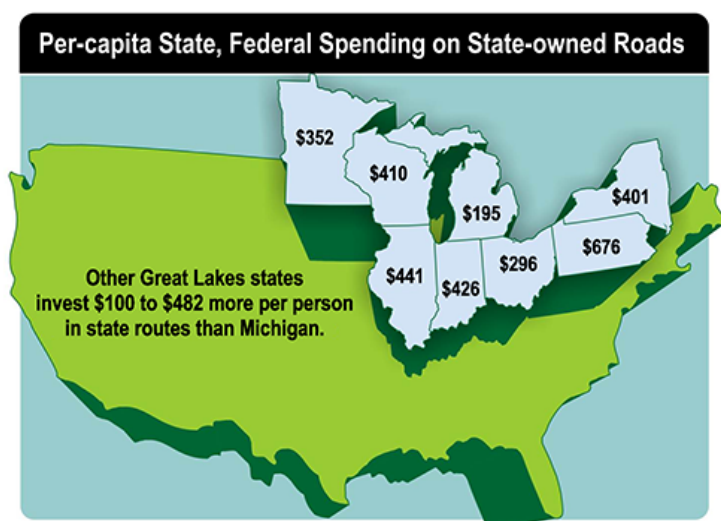 Per-capita State, Federal Spending on State-owned Roads
$352
$410
$195
$401
$676
$441
$426
$296
Other Great Lakes states
invest $100 to $482 more per person
in state routes than Michigan.